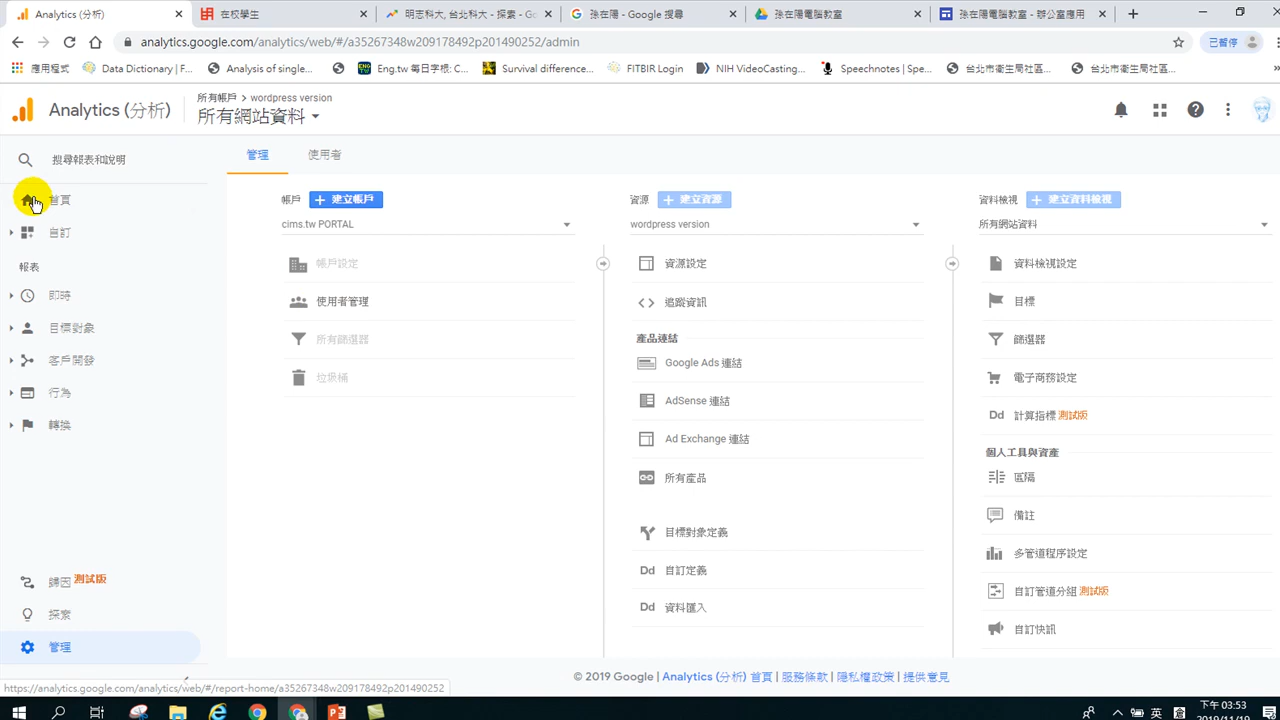 Analytics (分析)
在校學生
明志科大, 台北科大 - 探索 - Go
孫在陽 - Google 搜尋
孫在陽電腦教室
孫在陽電腦教室 - 辦公室應用
analytics.google.com/analytics/web/#/a35267348w209178492p201490252/admin
已暫停
應用程式
Data Dictionary | F...
Analysis of single...
Eng.tw 每日字根: C...
Survival difference...
FITBIR Login
NIH VideoCasting...
Speechnotes | Spe...
台北市衛生局社區...
台北市衛生局社區...
Analytics (分析)
所有帳戶 > wordpress version
所有網站資料
搜尋報表和說明
首頁
自訂
報表
即時
目標對象
客戶開發
行為
轉換
歸因 測試版
探索
管理
管理
使用者
帳戶
建立帳戶
cims.tw PORTAL
帳戶設定
使用者管理
所有篩選器
垃圾桶
資源
建立資源
wordpress version
資源設定
追蹤資訊
產品連結
Google Ads 連結
AdSense 連結
Ad Exchange 連結
所有產品
目標對象定義
Dd 自訂定義
Dd 資料匯入
資料檢視
建立資料檢視
所有網站資料
資料檢視設定
目標
篩選器
電子商務設定
Dd 計算指標 測試版
個人工具與資產
區隔
備註
多管道程序設定
自訂管道分組 測試版
自訂快訊
© 2019 Google | Analytics (分析) 首頁 | 服務條款 | 隱私權政策 | 提供意見
https://analytics.google.com/analytics/web/#/report-home/a35267348w209178492p201490252
英
下午 03:53
2019/11/19